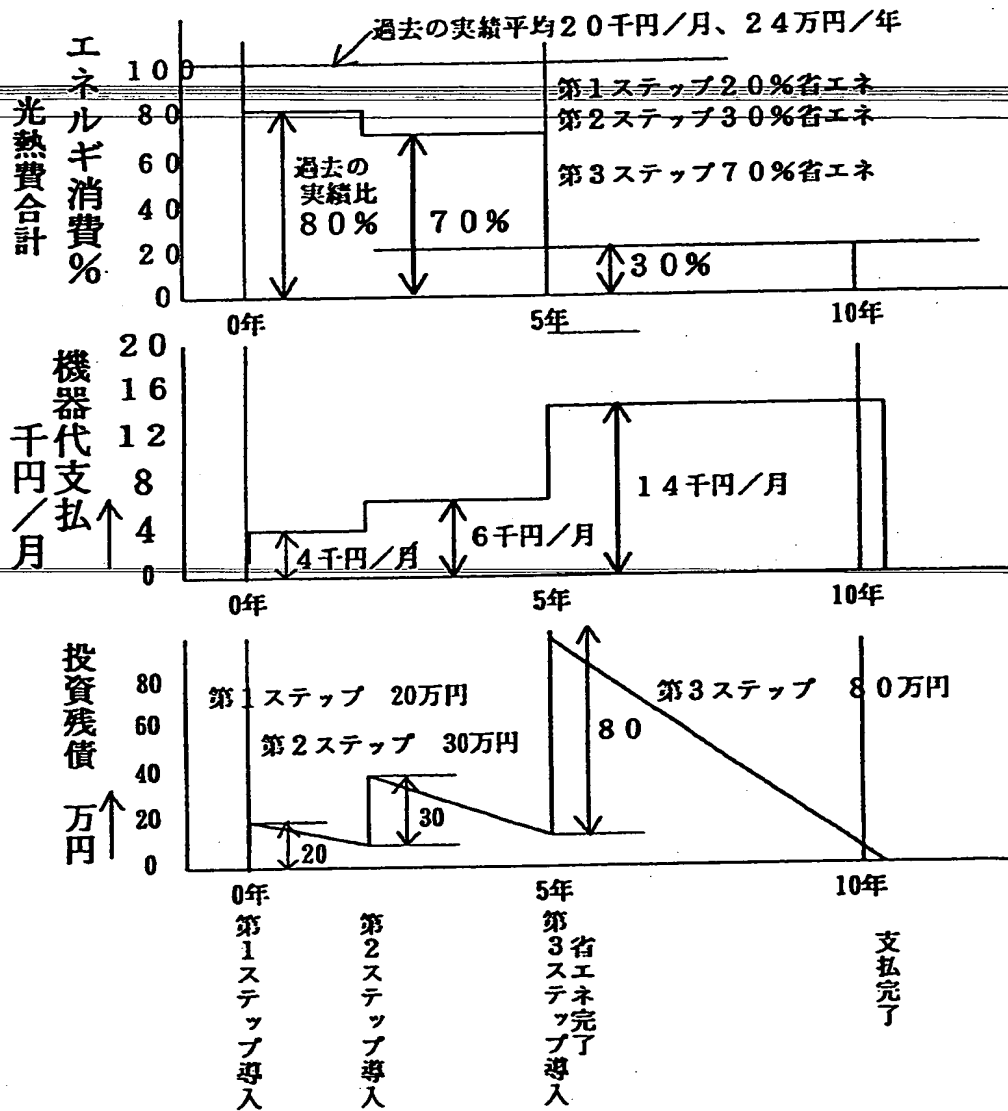 過去の実績平均20千円/月、24万円/年
エネルギ消費%
光熱費合計
100
80
60
40
20
0
第1ステップ20%省エネ
第2ステップ30%省エネ
第3ステップ70%省エネ
過去の
実績比
80%
70%
30%
0年
5年
10年
機器代支払
千円/月
20
16
12
8
4
0
4千円/月
6千円/月
14千円/月
0年
5年
10年
投資残債
万円
80
60
40
20
0
第1ステップ 20万円
第2ステップ 30万円
第3ステップ 80万円
20
30
80
0年
5年
10年
第1ステップ導入
第2ステップ導入
第3ステップ導入
省エネ完了
支払完了